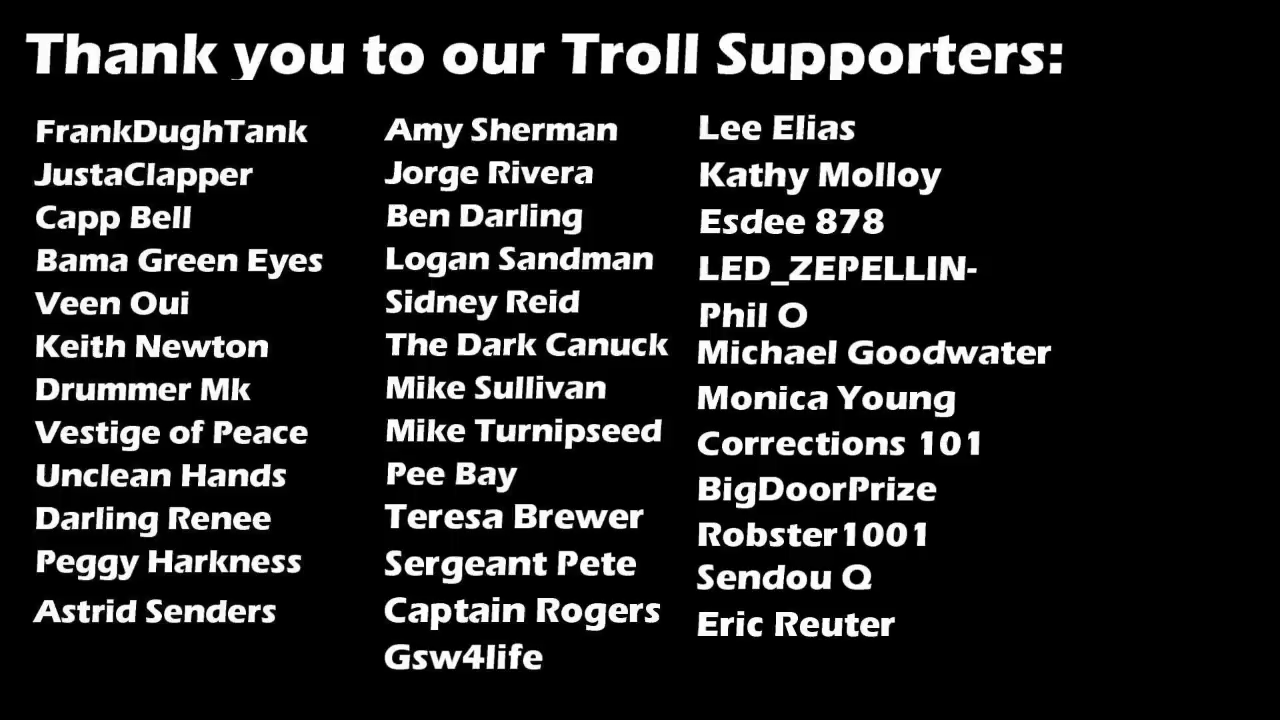 Thank you to our Troll Supporters:
FrankDughTank
JustaClapper
Capp Bell
Bama Green Eyes
Veen Oui
Keith Newton
Drummer Mk
Vestige of Peace
Unclean Hands
Darling Renee
Peggy Harkness
Astrid Senders
Amy Sherman
Jorge Rivera
Ben Darling
Logan Sandman
Sidney Reid
The Dark Canuck
Mike Sullivan
Mike Turnipseed
Pee Bay
Teresa Brewer
Sergeant Pete
Captain Rogers
Gsw4life
Lee Elias
Kathy Molloy
Esdee 878
LED_ZEPELLIN-
Phil O
Michael Goodwater
Monica Young
Corrections 101
BigDoorPrize
Robster1001
Sendou Q
Eric Reuter